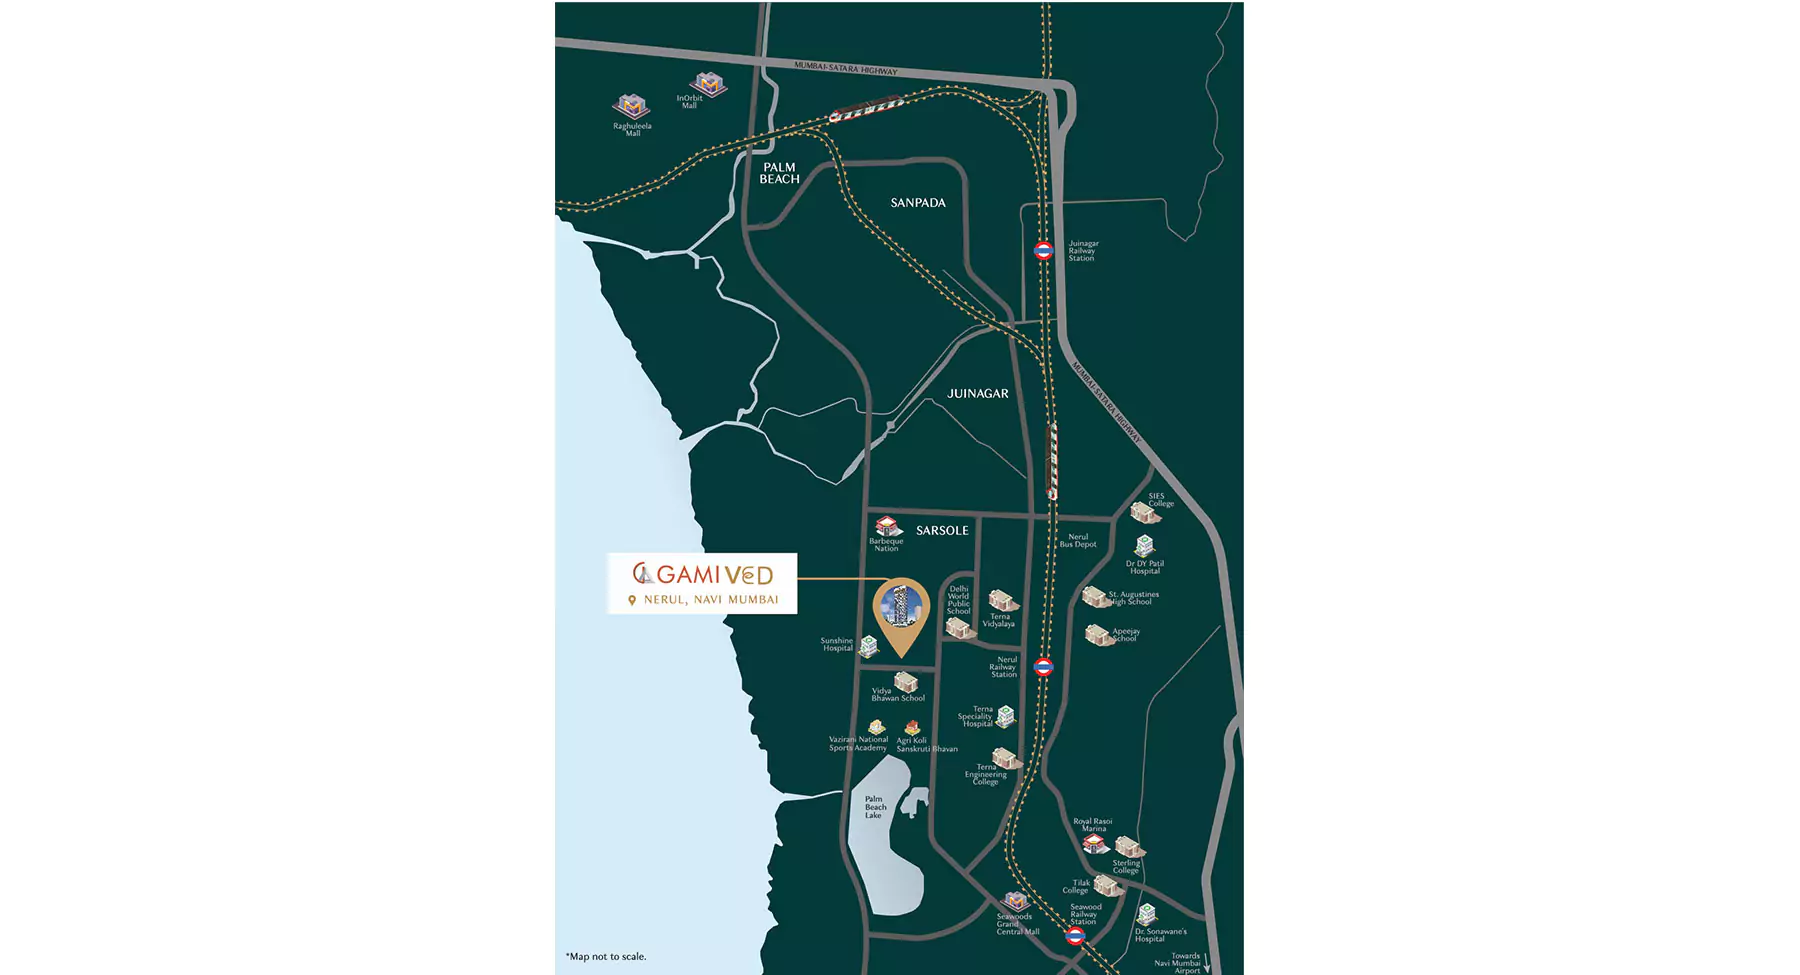 MUMBAI-SATARA HIGHWAY
InOrbit
Mall
Raghuleela
Mall
PALM
BEACH
SANPADA
Juinagar
Railway
Station
MUMBAI-SATARA HIGHWAY
JUINAGAR
SIES
College
SARSOLE
Barbeque
Nation
Nerul
Bus Depot
Dr DY Patil
Hospital
GAMI VED
NERUL, NAVI MUMBAI
Delhi
World
Public
School
Terna
Vidyalaya
St. Augustines
High School
Apeejay
School
Sunshine
Hospital
Nerul
Railway
Station
Vidya
Bhawan School
Terna
Speciality
Hospital
Vazirani National
Sports Academy
Agri Koli
Sanskruti Bhavan
Terna
Engineering
College
Palm
Beach
Lake
Royal Rasoi
Marina
Sterling
College
Tilak
College
Seawoods
Grand
Central Mall
Seawood
Railway
Station
Dr. Sonawane's
Hospital
*Map not to scale.
Towards
Navi Mumbai
Airport